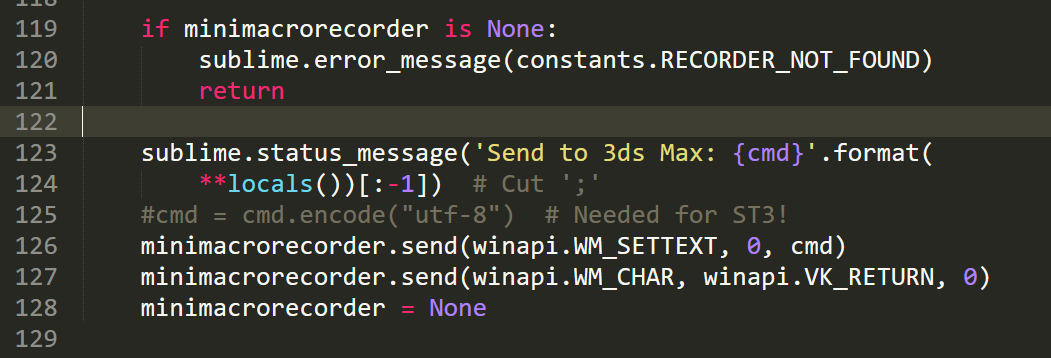 118
119 if minimacrorecorder is None:
120 sublime.error_message(constants.RECORDER_NOT_FOUND)
121 return
122
123 sublime.status_message('Send to 3ds Max: {cmd}'.format(
124 **locals())[:-1])  # Cut ';'
125 #cmd = cmd.encode("utf-8")  # Needed for ST3!
126 minimacrorecorder.send(winapi.WM_SETTEXT, 0, cmd)
127 minimacrorecorder.send(winapi.WM_CHAR, winapi.VK_RETURN, 0)
128 minimacrorecorder = None
129